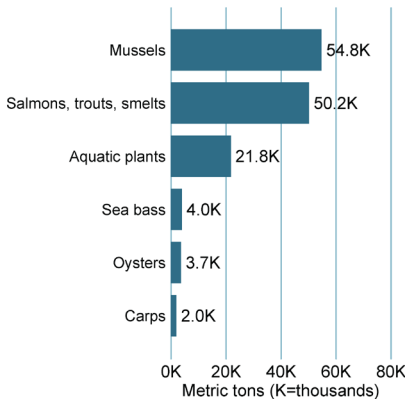 Mussels 54.8K
Salmons, trouts, smelts 50.2K
Aquatic plants 21.8K
Sea bass 4.0K
Oysters 3.7K
Carps 2.0K
0K 20K 40K 60K 80K
Metric tons (K=thousands)